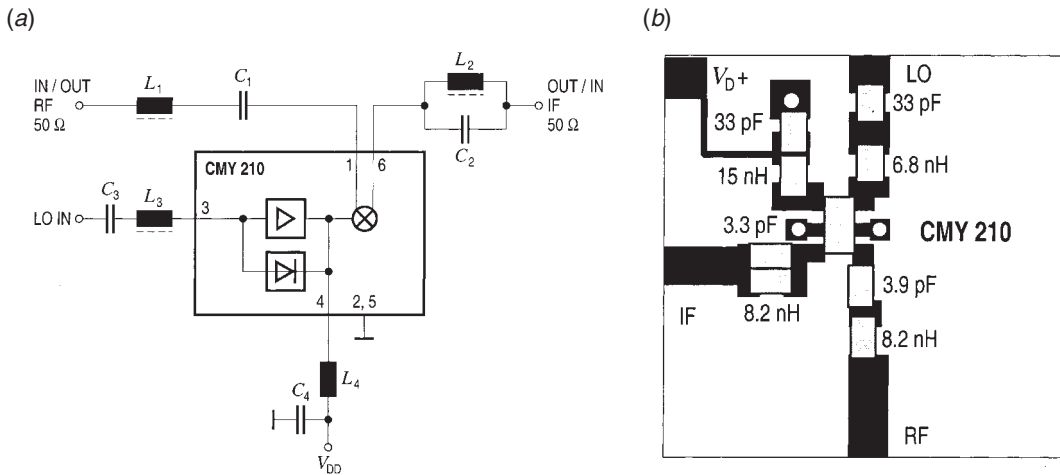 (a)
IN / OUT
RF
50 Ω
L1
C1
L2
C2
OUT / IN
IF
50 Ω
CMY 210
1
6
C3
L3
LO IN
3
4
2, 5
L4
C4
VDD
(b)
VD+
LO
33 pF
33 pF
15 nH
6.8 nH
3.3 pF
CMY 210
3.9 pF
IF
8.2 nH
8.2 nH
RF